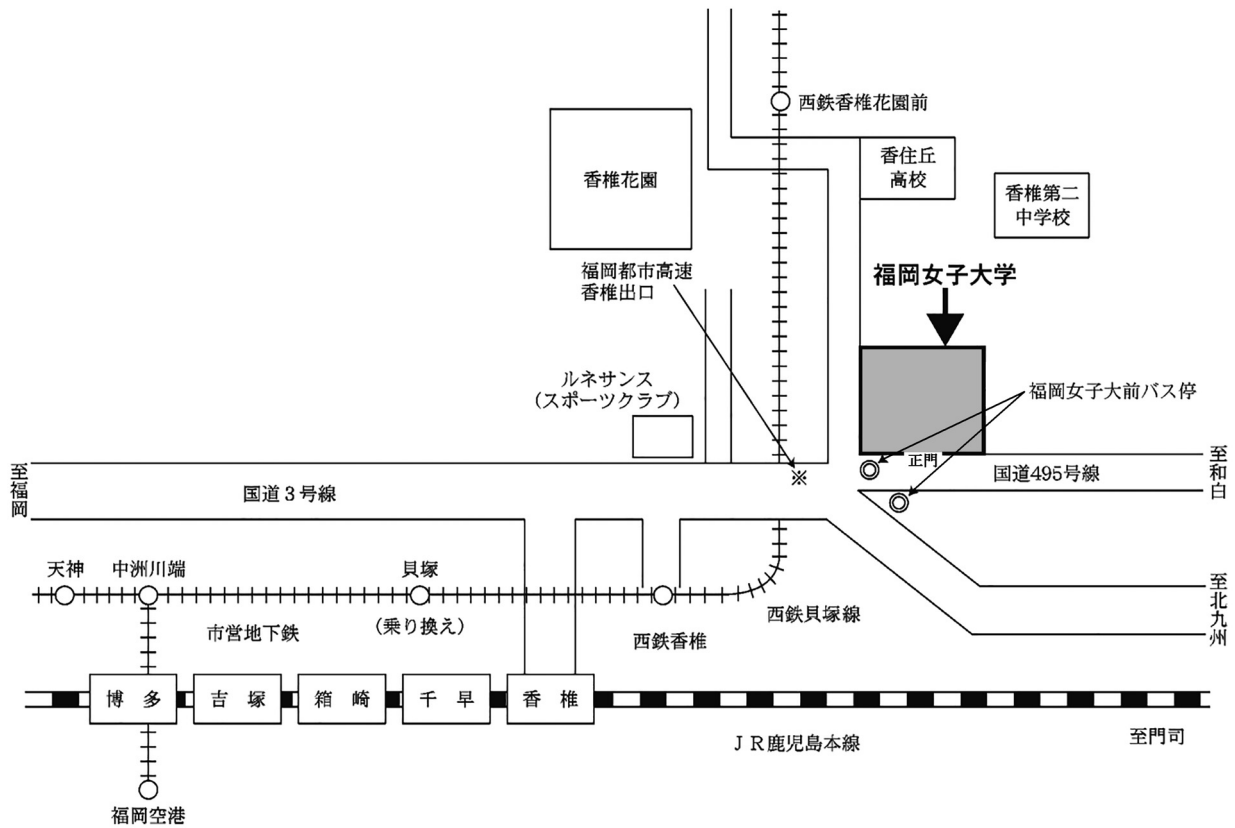 西鉄香椎花園前
香住丘
高校
香椎花園
香椎第二
中学校
福岡都市高速
香椎出口
福岡女子大学
ルネサンス
(スポーツクラブ)
福岡女子大前バス停
正門
至福岡
国道3号線
※
国道495号線
至和白
天神
中洲川端
貝塚
(乗り換え)
市営地下鉄
西鉄香椎
西鉄貝塚線
至北九州
博多
吉塚
箱崎
千早
香椎
JR鹿児島本線
至門司
福岡空港